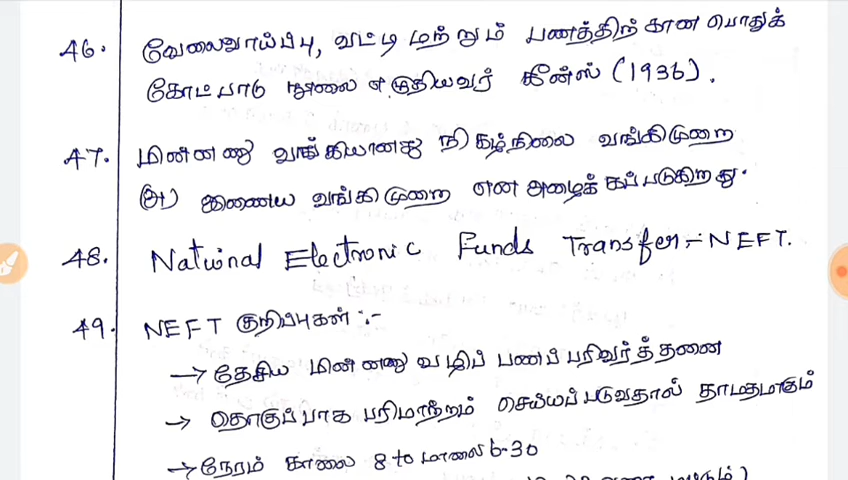 46. வேலைவாய்ப்பு, வட்டி மற்றும் பணத்திற்கான பொதுக்
கோட்பாடு நூலை எழுதியவர் கீன்ஸ் (1936).
47. மின்னணு வங்கியானது நிகழ்நிலை வங்கிமுறை
(அ) இணைய வங்கிமுறை என அழைக்கப்படுகிறது.
48. National Electronic Funds Transfer :- NEFT.
49. NEFT குறிப்புகள் :-
→ தேசிய மின்னணு வழிப் பணப் பரிவர்த்தனை
→ தொகுப்பாக பரிமாற்றம் செய்யப்படுவதால் தாமதமாகும்
→ நேரம் காலை 8 to மாலை 6-30